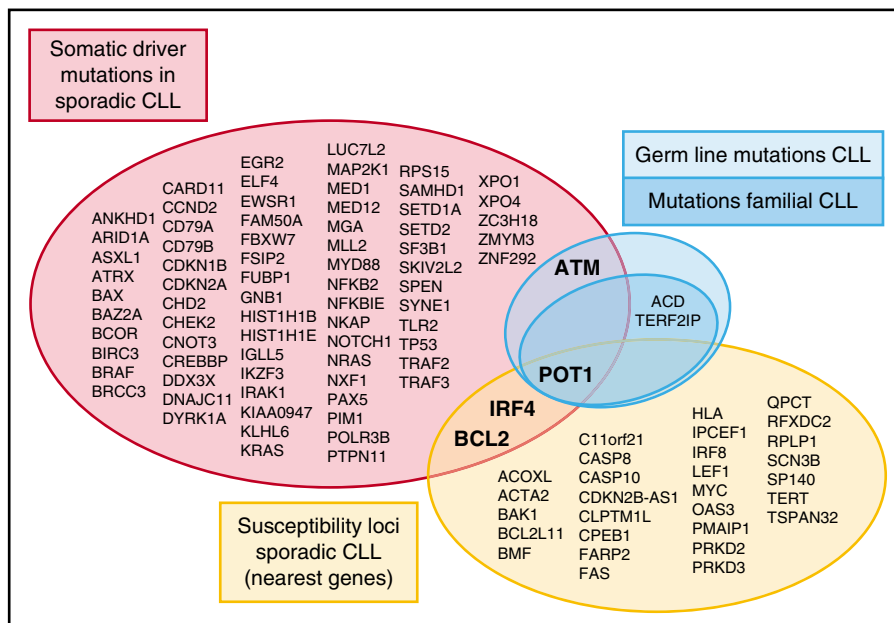 Somatic driver
mutations in
sporadic CLL
Germ line mutations CLL
Mutations familial CLL
ANKHD1
ARID1A
ASXL1
ATRX
BAX
BAZ2A
BCOR
BIRC3
BRAF
BRCC3
CARD11
CCND2
CD79A
CD79B
CDKN1B
CDKN2A
CHD2
CHEK2
CNOT3
CREBBP
DDX3X
DNAJC11
DYRK1A
EGR2
ELF4
EWSR1
FAM50A
FBXW7
FSIP2
FUBP1
GNB1
HIST1H1B
HIST1H1E
IGLL5
IKZF3
IRAK1
KIAA0947
KLHL6
KRAS
LUC7L2
MAP2K1
MED1
MED12
MGA
MLL2
MYD88
NFKB2
NFKBIE
NKAP
NOTCH1
NRAS
NXF1
PAX5
PIM1
POLR3B
PTPN11
RPS15
SAMHD1
SETD1A
SETD2
SF3B1
SKIV2L2
SPEN
SYNE1
TLR2
TP53
TRAF2
TRAF3
XPO1
XPO4
ZC3H18
ZMYM3
ZNF292
ATM
ACD
TERF2IP
POT1
IRF4
BCL2
Susceptibility loci
sporadic CLL
(nearest genes)
ACOXL
ACTA2
BAK1
BCL2L11
BMF
C11orf21
CASP8
CASP10
CDKN2B-AS1
CLPTM1L
CPEB1
FARP2
FAS
HLA
IPCEF1
IRF8
LEF1
MYC
OAS3
PMAIP1
PRKD2
PRKD3
QPCT
RFXDC2
RPLP1
SCN3B
SP140
TERT
TSPAN32